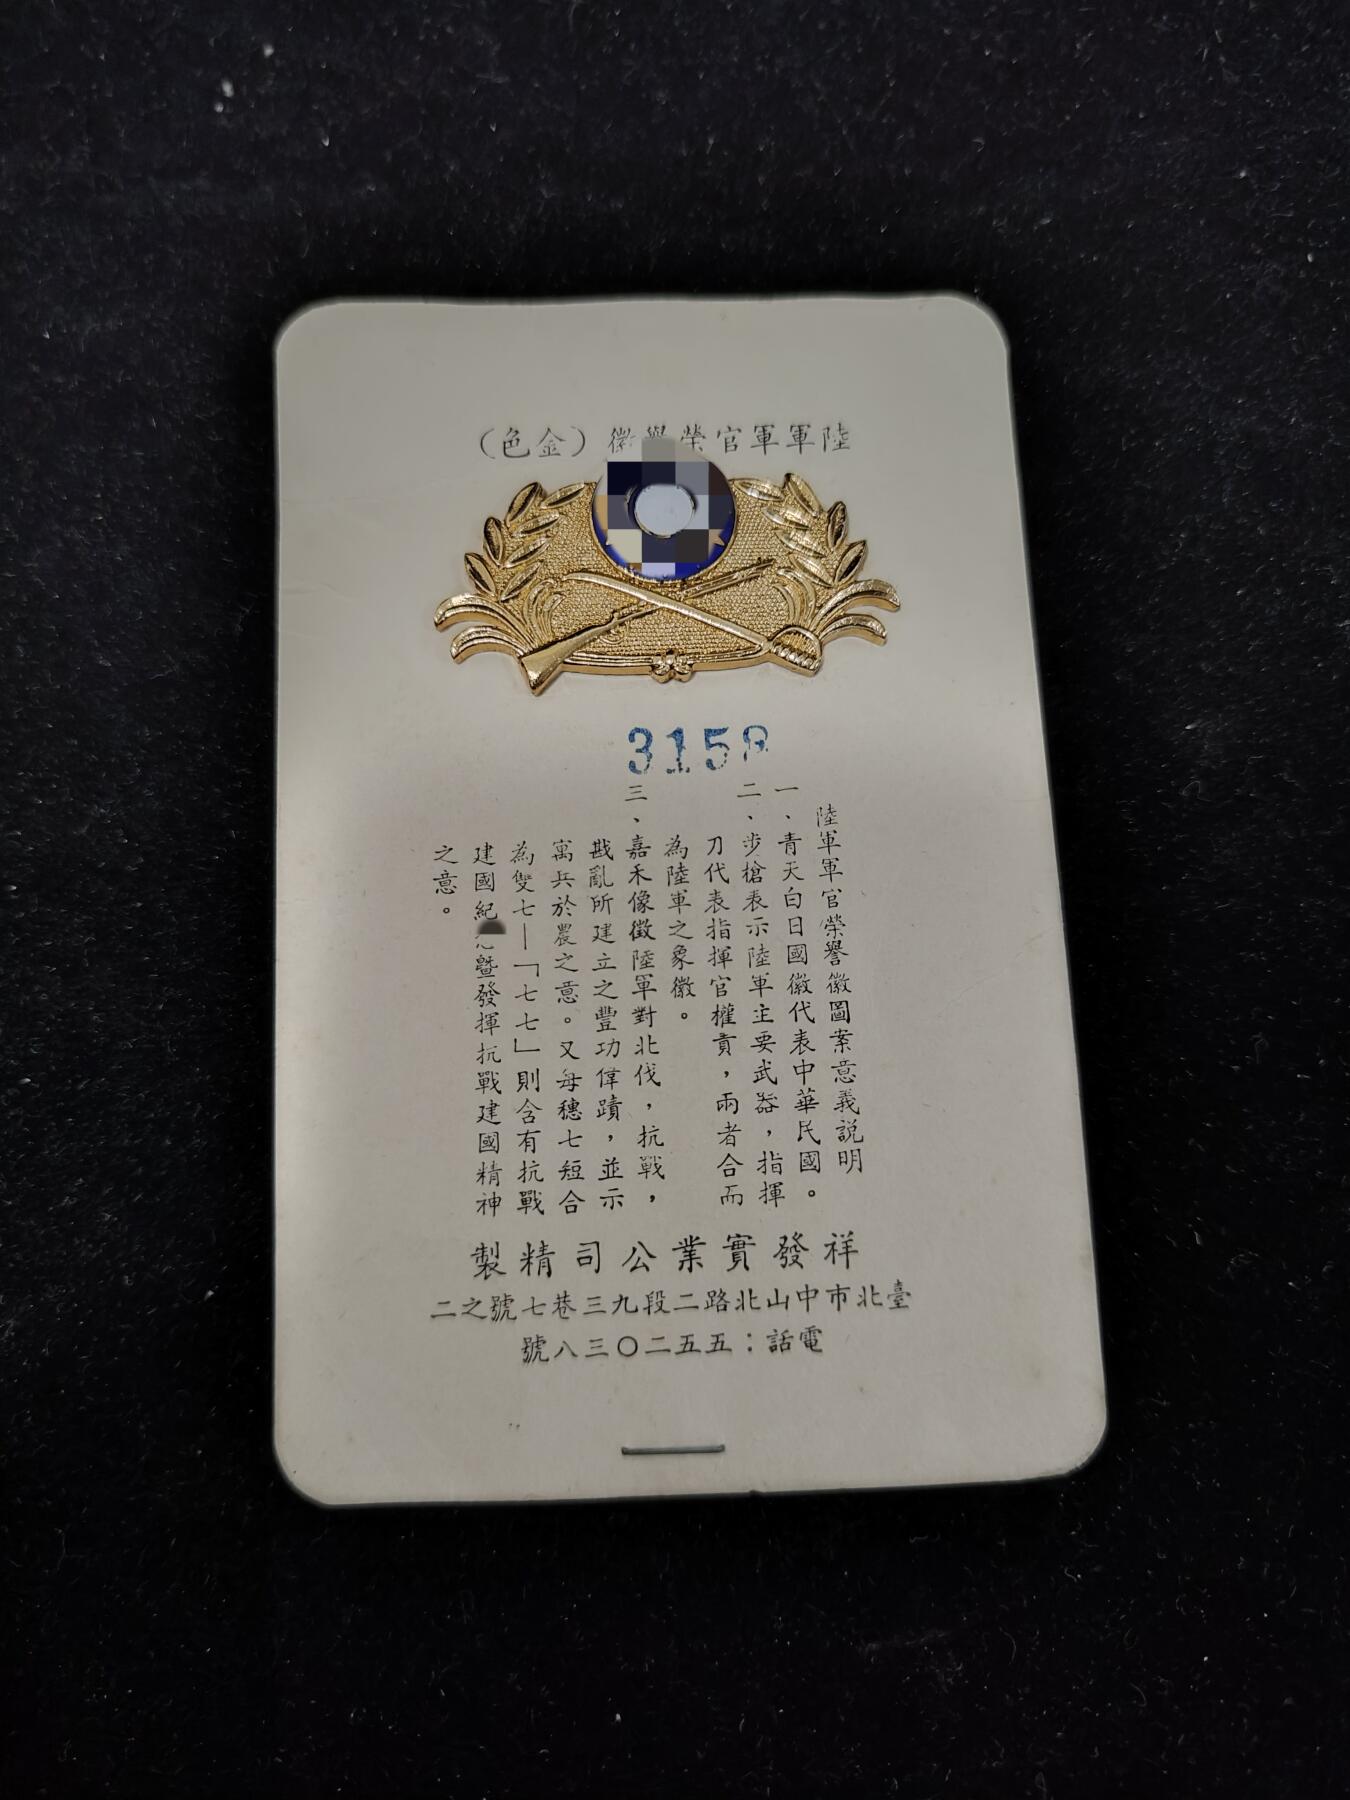 陸軍軍官榮譽徽（金色）
3158
陸軍軍官榮譽徽圖案意義説明
一、青天白日國徽代表中華民國。
二、步槍表示陸軍主要武器，指揮
刀代表指揮官權責，兩者合而
為陸軍之象徵。
三、嘉禾像徵陸軍對北伐，抗戰，
戡亂所建立之豐功偉蹟，並示
寓兵於農之意。又每穗七短合
為雙七—「七七」則含有抗戰
建國紀暨發揮抗戰建國精神
之意。
祥發實業公司精製
臺北市中山北路二段九三巷七號之二
電話：五五二〇三八號